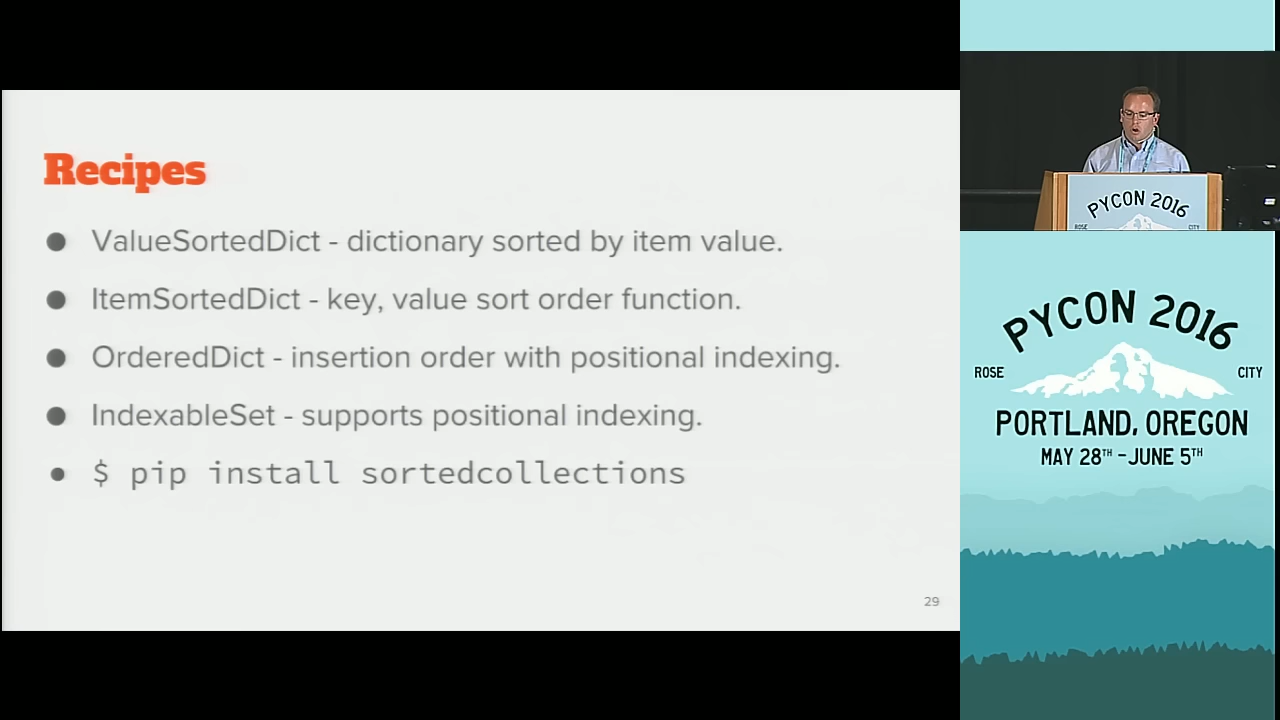 Recipes
● ValueSortedDict - dictionary sorted by item value.
● ItemSortedDict - key, value sort order function.
● OrderedDict - insertion order with positional indexing.
● IndexableSet - supports positional indexing.
● $ pip install sortedcollections
29
PYCON 2016
ROSE CITY
PYCON 2016
ROSE CITY
PORTLAND, OREGON
MAY 28TH - JUNE 5TH